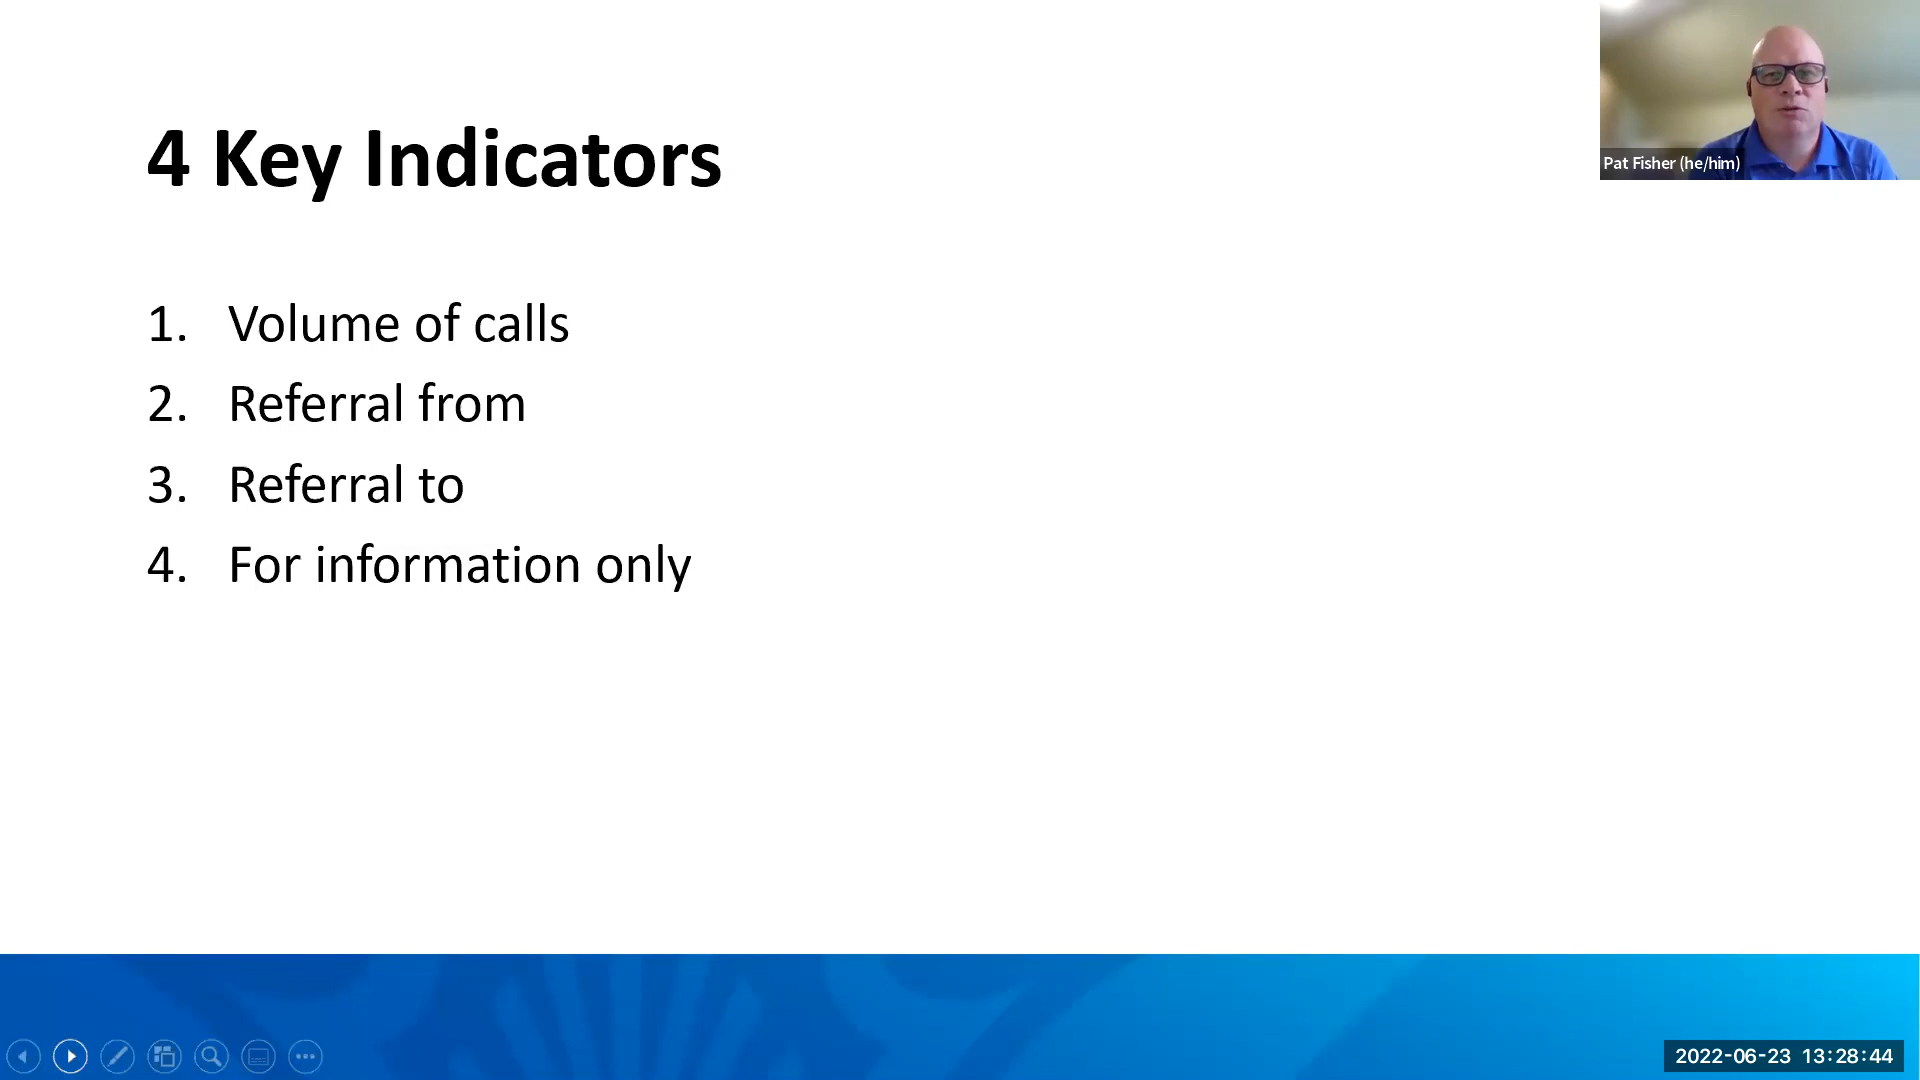 4 Key Indicators
1. Volume of calls
2. Referral from
3. Referral to
4. For information only
Pat Fisher (he/him)
2022-06-23 13:28:44